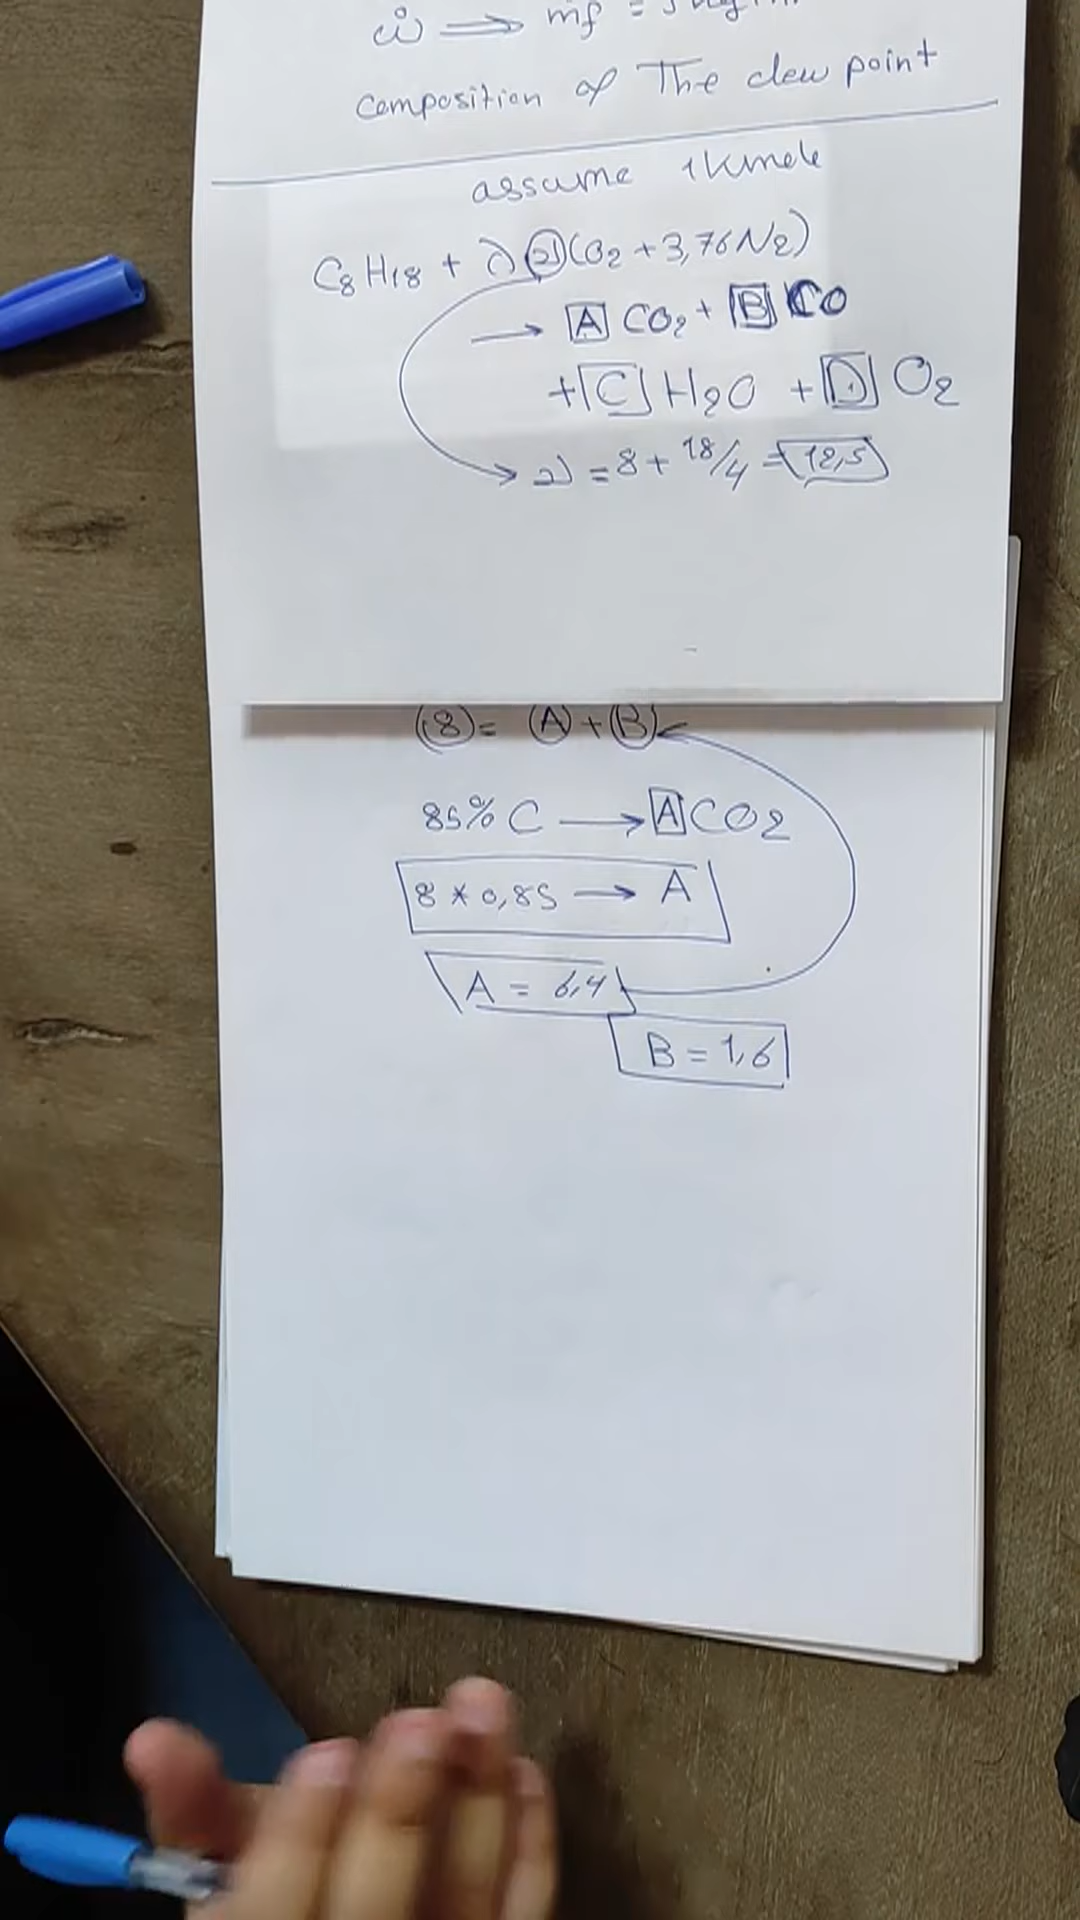 ẇ ⟹ ṁf =
composition of The dew point
assume 1kmole
C8H18 + λ ν (O2 + 3,76N2)
→ A CO2 + B CO
+ C H2O + D O2
→ ν = 8 + 18/4 = 12,5
(8) = (A) + (B)
85% C → A CO2
8 * 0,85 → A
A = 6,4
B = 1,6